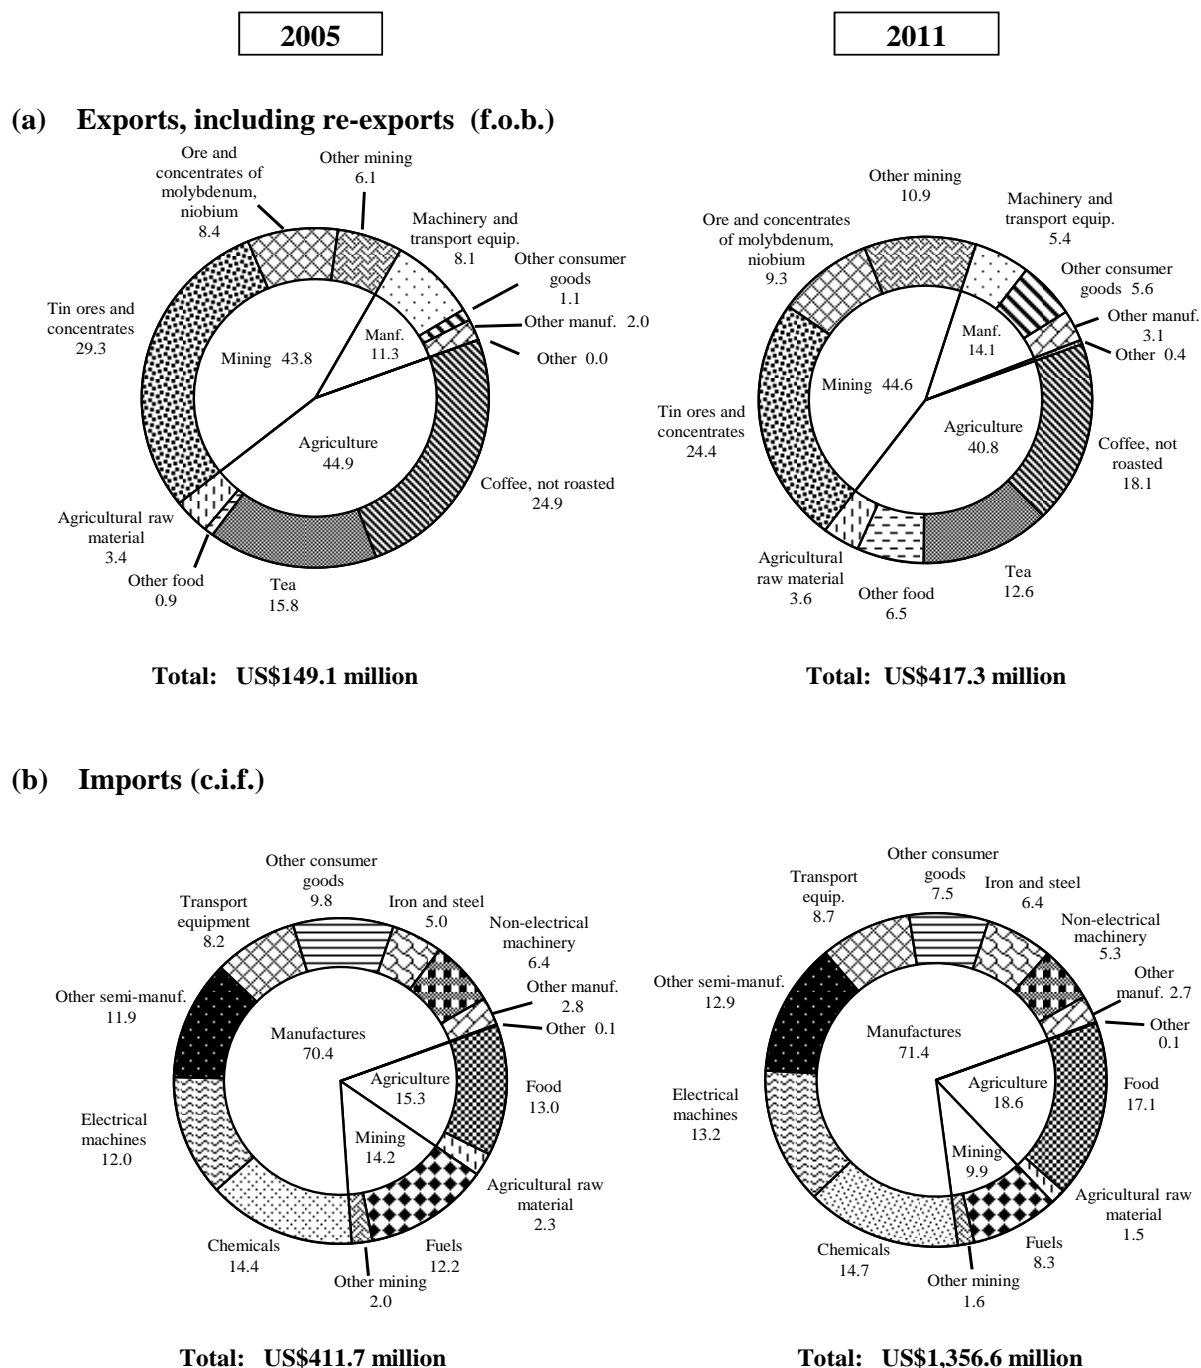 2005
2011
(a) Exports, including re-exports (f.o.b.)
Ore and
concentrates of
molybdenum,
niobium
8.4
Other mining
6.1
Machinery and
transport equip.
8.1
Other consumer
goods
1.1
Other manuf. 2.0
Other 0.0
Tin ores and
concentrates
29.3
Mining 43.8
Manf.
11.3
Agriculture
44.9
Coffee, not roasted
24.9
Agricultural raw
material
3.4
Other food
0.9
Tea
15.8
Total: US$149.1 million
Other mining
10.9
Ore and concentrates
of molybdenum,
niobium
9.3
Machinery and
transport equip.
5.4
Other consumer
goods 5.6
Other manuf.
3.1
Other 0.4
Manf.
14.1
Mining 44.6
Tin ores and
concentrates
24.4
Agriculture
40.8
Coffee, not
roasted
18.1
Agricultural
raw material
3.6
Other food
6.5
Tea
12.6
Total: US$417.3 million
(b) Imports (c.i.f.)
Other consumer
goods
9.8
Transport
equipment
8.2
Iron and steel
5.0
Non-electrical
machinery
6.4
Other manuf.
2.8
Other 0.1
Other semi-manuf.
11.9
Manufactures
70.4
Agriculture
15.3
Food
13.0
Mining
14.2
Electrical
machines
12.0
Agricultural raw
material
2.3
Chemicals
14.4
Fuels
12.2
Other mining
2.0
Total: US$411.7 million
Other consumer
goods
7.5
Transport
equip.
8.7
Iron and steel
6.4
Non-electrical
machinery
5.3
Other
manuf. 2.7
Other
0.1
Other semi-manuf.
12.9
Manufactures
71.4
Agriculture
18.6
Food
17.1
Electrical
machines
13.2
Mining
9.9
Agricultural raw
material
1.5
Chemicals
14.7
Fuels
8.3
Other mining
1.6
Total: US$1,356.6 million